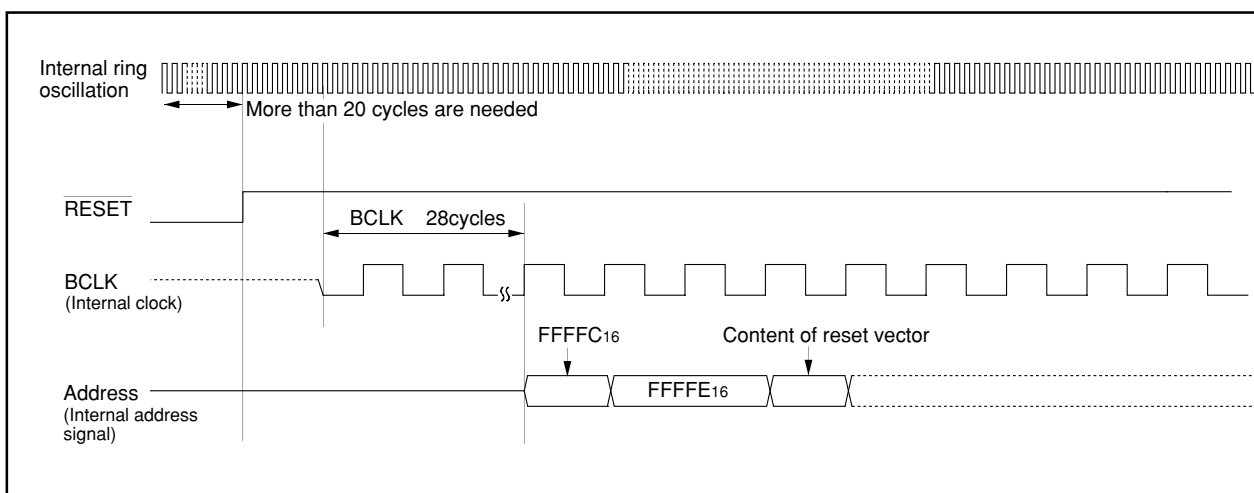 Internal ring
oscillation
More than 20 cycles are needed
RESET
BCLK 28cycles
BCLK
(Internal clock)
FFFFC16
Content of reset vector
Address
(Internal address
signal)
FFFFE16